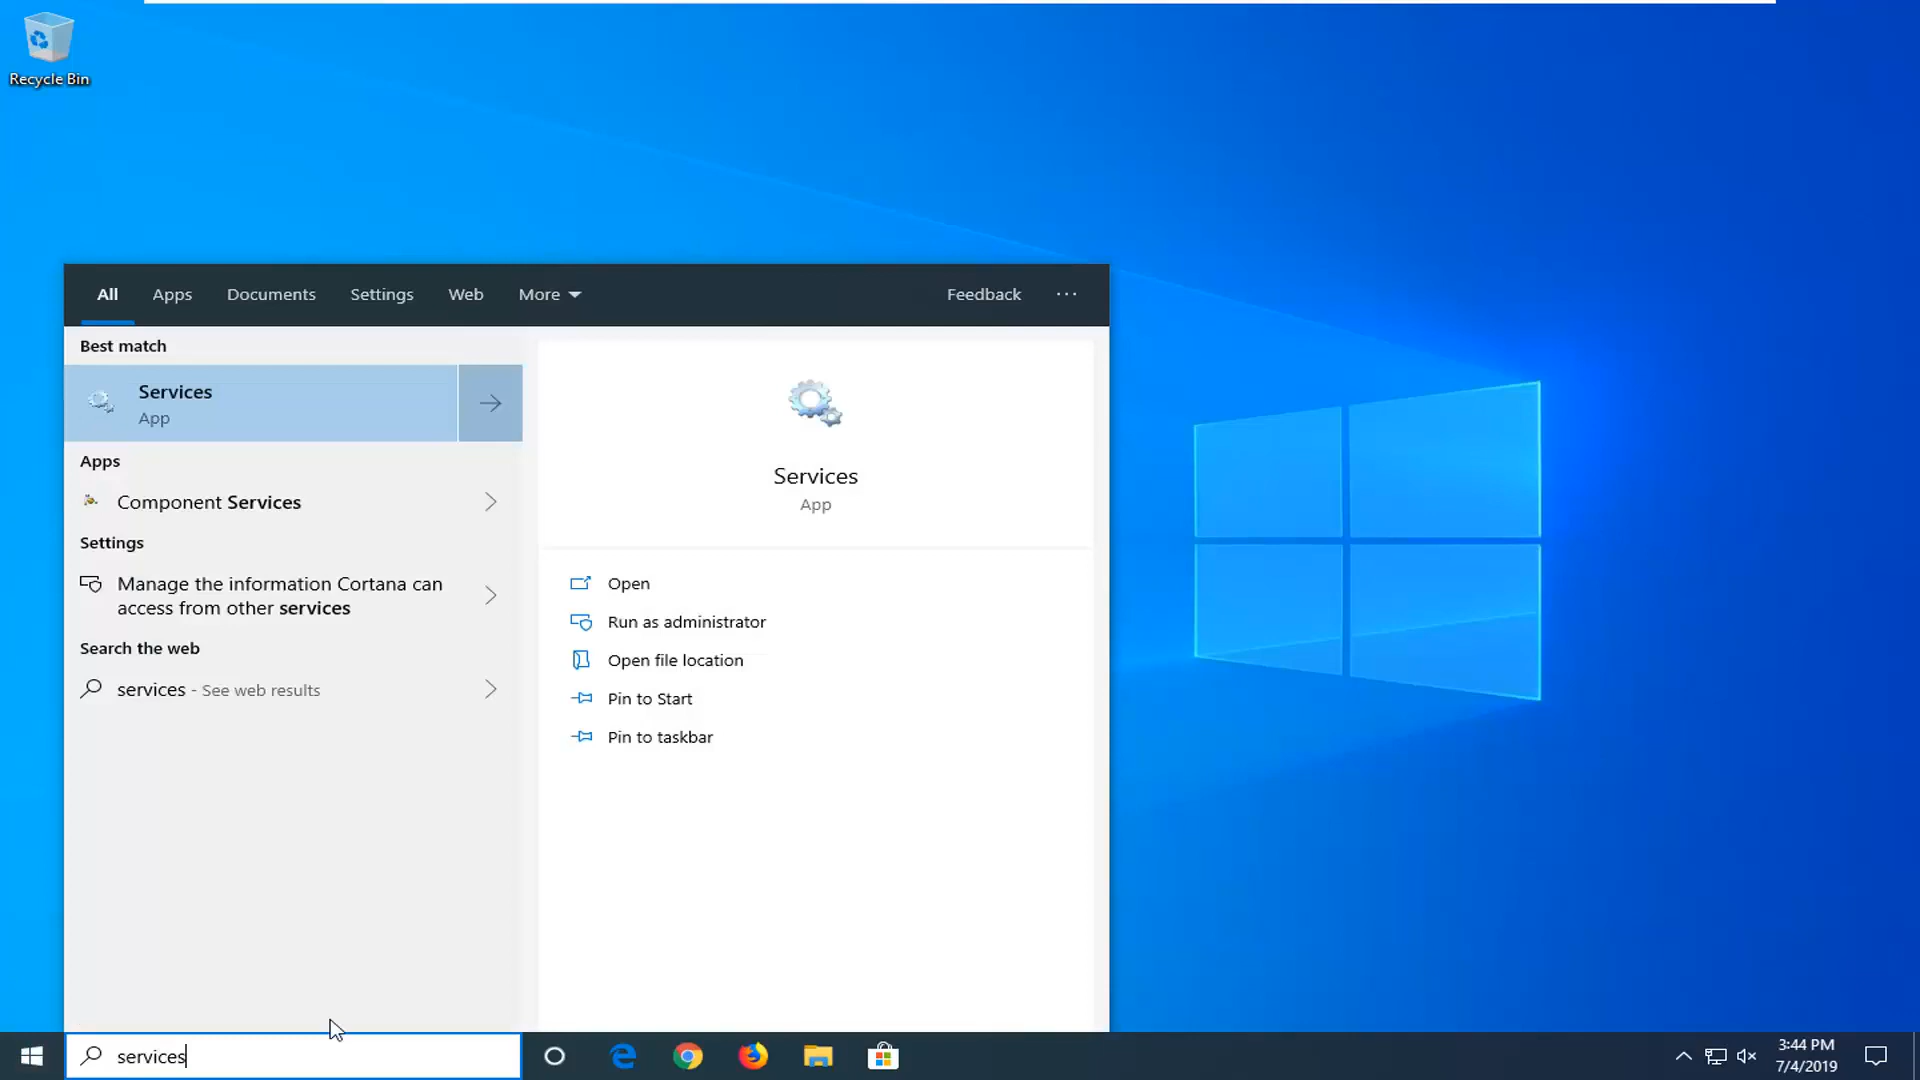 Recycle Bin
All Apps Documents Settings Web More Feedback ...
Best match
Services
App
Apps
Component Services
Settings
Manage the information Cortana can
access from other services
Search the web
services - See web results
Services
App
Open
Run as administrator
Open file location
Pin to Start
Pin to taskbar
services
3:44 PM
7/4/2019